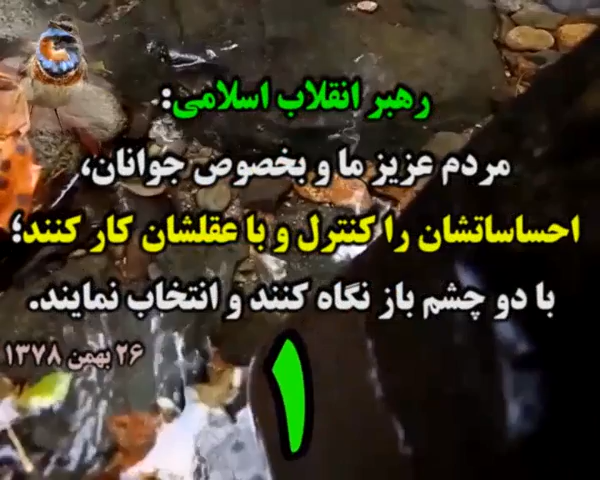 رهبر انقلاب اسلامی:
مردم عزیز ما و بخصوص جوانان،
احساساتشان را کنترل و با عقلشان کار کنند؛
با دو چشم باز نگاه کنند و انتخاب نمایند.
۲۶ بهمن ۱۳۷۸
۱